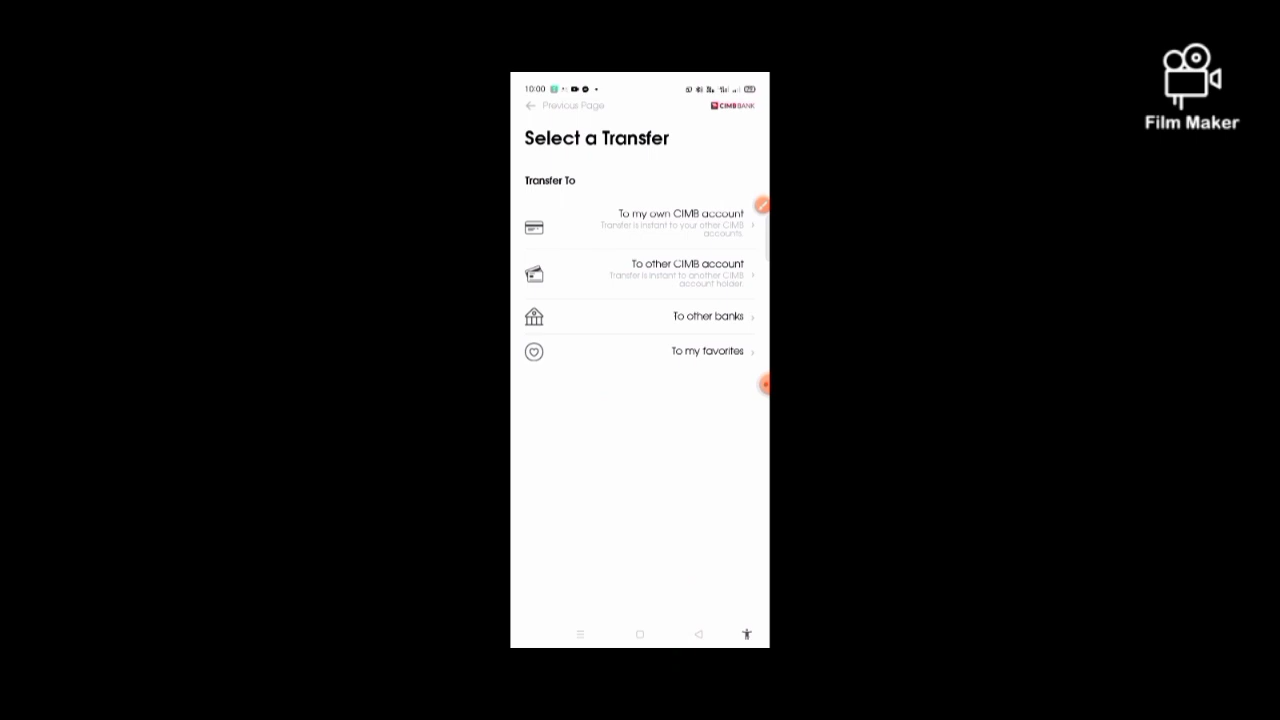 Film Maker
10:00
Previous Page
CIMB BANK
Select a Transfer
Transfer To
To my own CIMB account
Transfer is instant to your other CIMB
accounts.
To other CIMB account
Transfer is instant to another CIMB
account holder.
To other banks
To my favorites